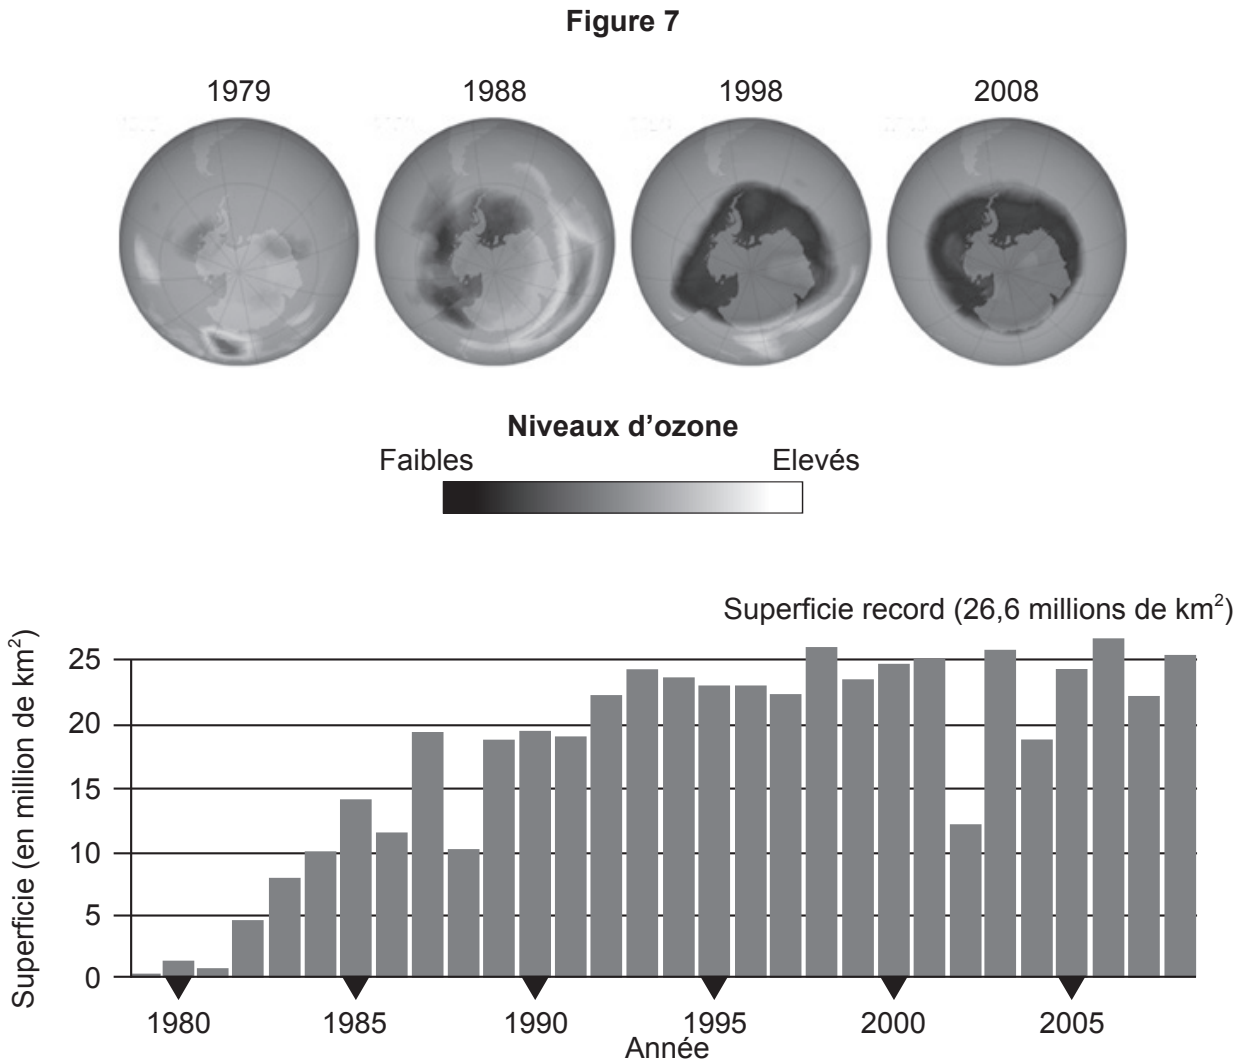 Figure 7
1979 1988 1998 2008
Niveaux d’ozone
Faibles Elevés
Superficie record (26,6 millions de km²)
Superficie (en million de km²)
25
20
15
10
5
0
1980 1985 1990 1995 2000 2005
Année